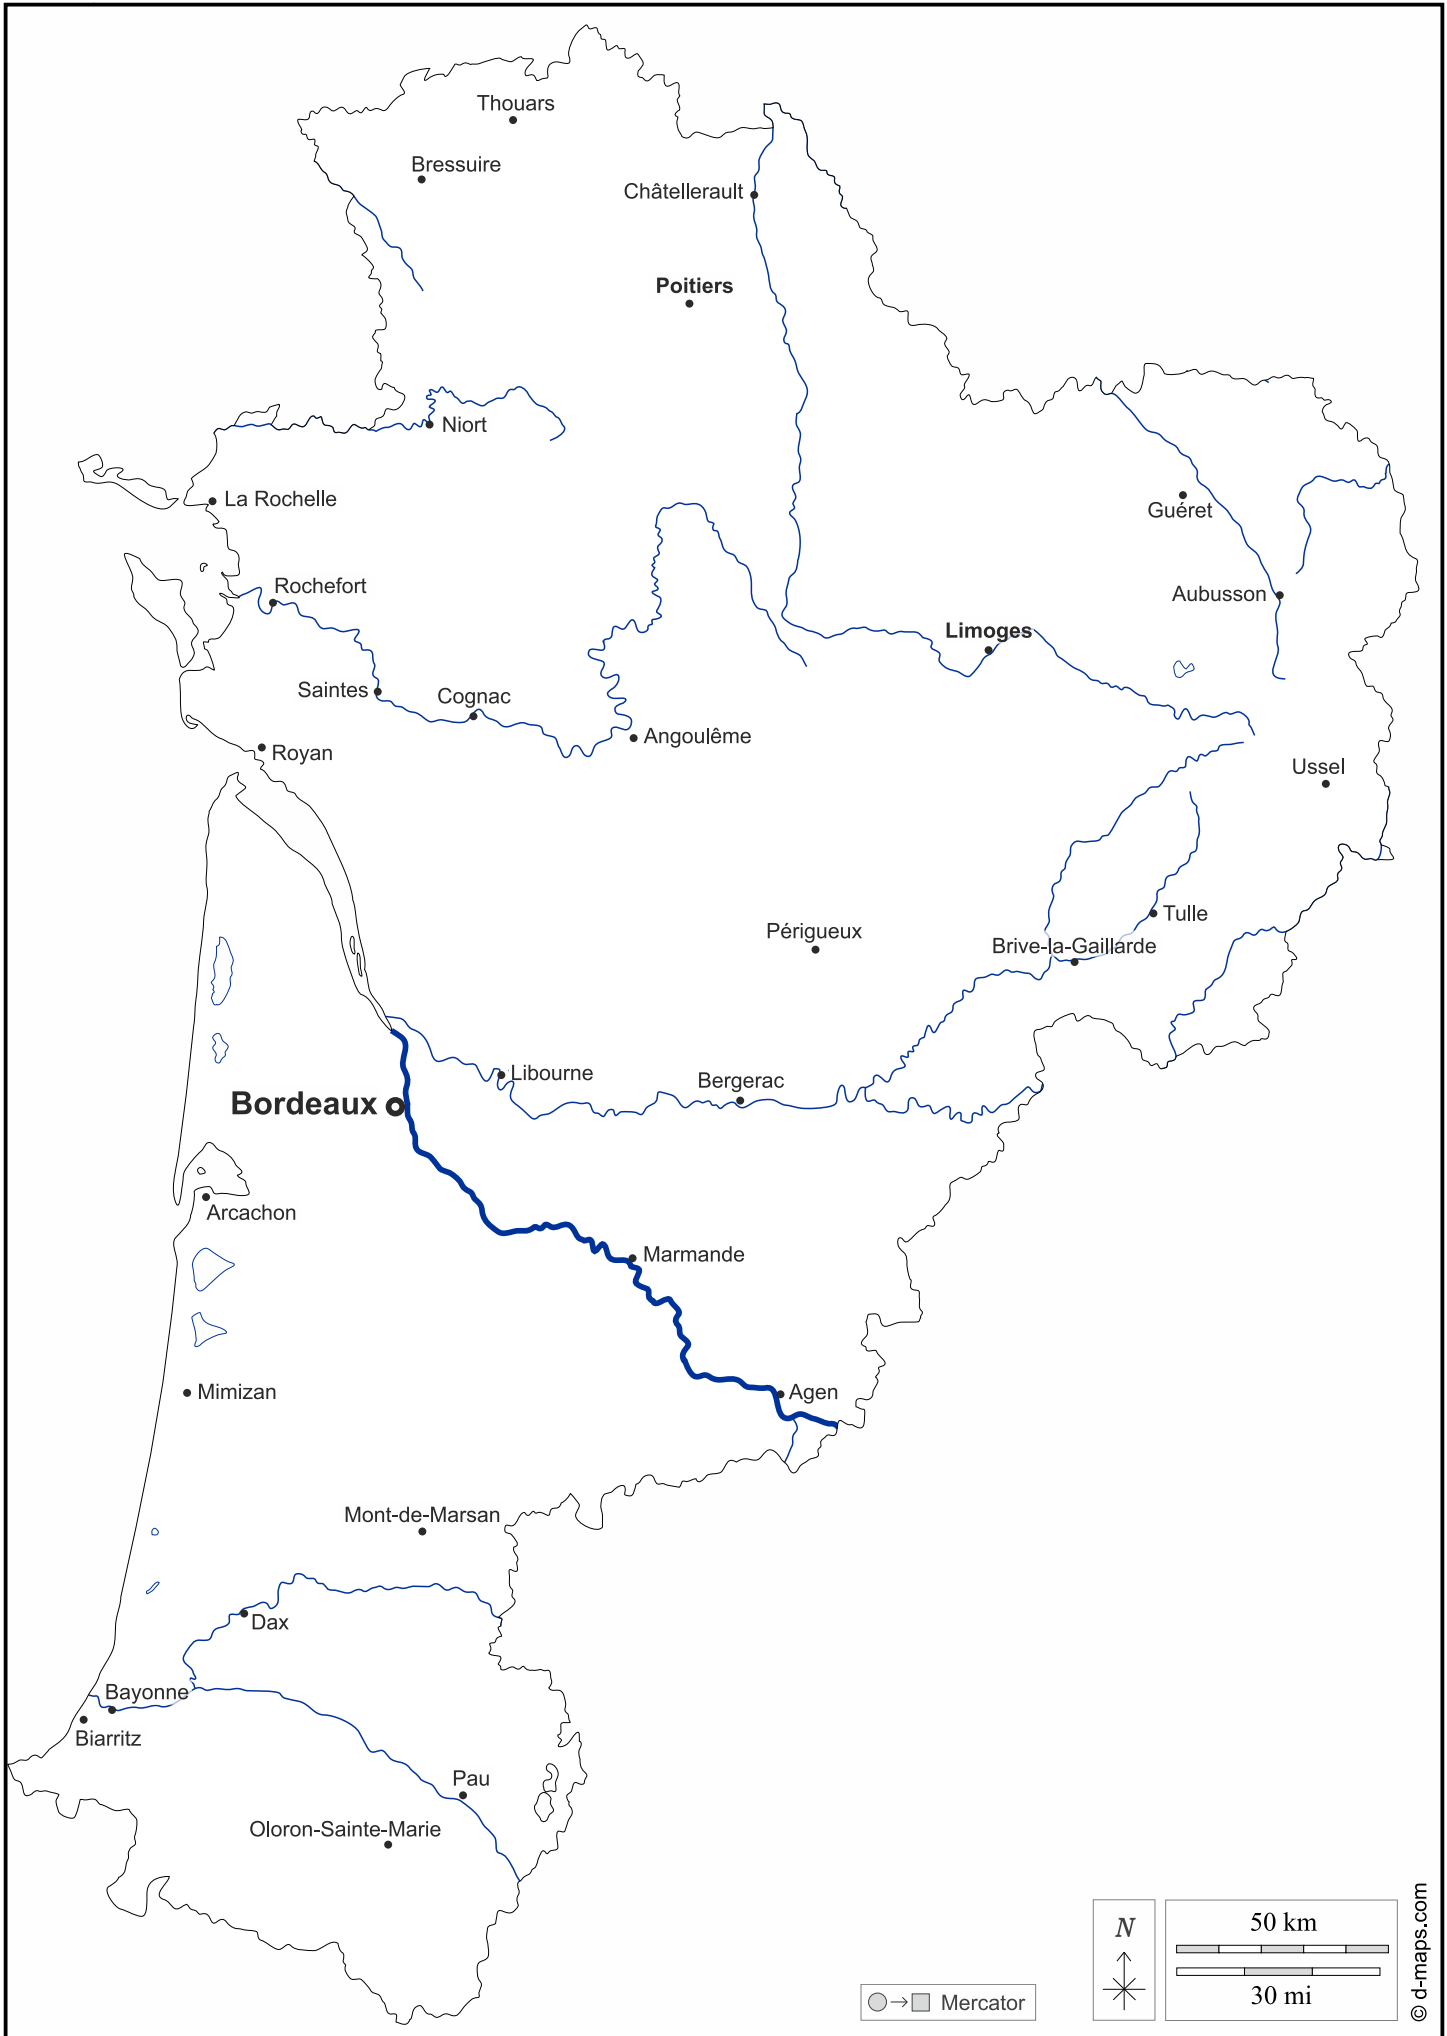 Thouars
Bressuire
Châtellerault
Poitiers
Niort
La Rochelle
Guéret
Rochefort
Aubusson
Limoges
Saintes
Cognac
Angoulême
Royan
Ussel
Tulle
Périgueux
Brive-la-Gaillarde
Libourne
Bergerac
Bordeaux
Arcachon
Marmande
Mimizan
Agen
Mont-de-Marsan
Dax
Bayonne
Biarritz
Pau
Oloron-Sainte-Marie
N
50 km
30 mi
Mercator
© d-maps.com